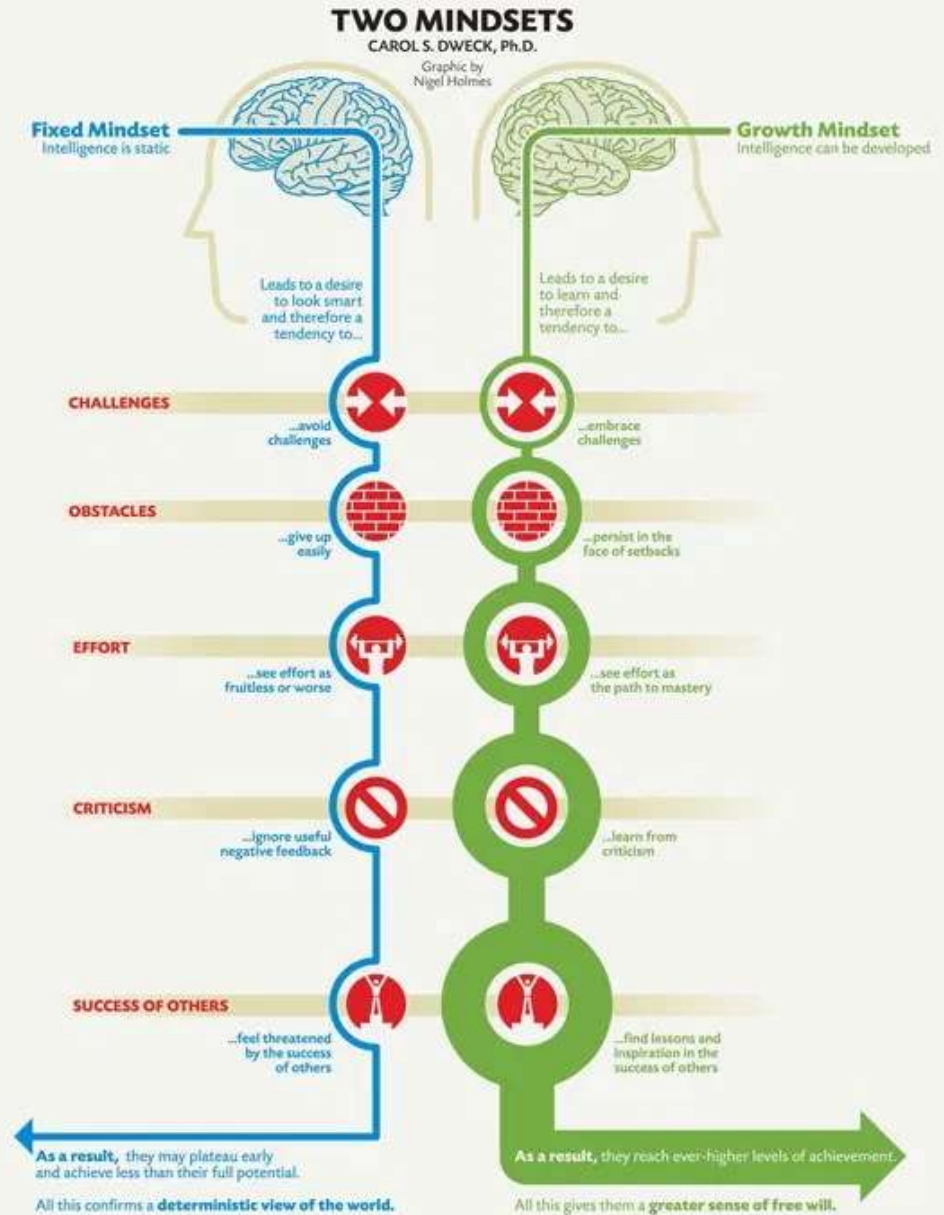 TWO MINDSETS
CAROL S. DWECK, Ph.D.
Graphic by
Nigel Holmes
Fixed Mindset
Intelligence is static
Growth Mindset
Intelligence can be developed
Leads to a desire
to look smart
and therefore a
tendency to...
Leads to a desire
to learn and
therefore a
tendency to...
CHALLENGES
...avoid
challenges
...embrace
challenges
OBSTACLES
...give up
easily
...persist in the
face of setbacks
EFFORT
...see effort as
fruitless or worse
...see effort as
the path to mastery
CRITICISM
...ignore useful
negative feedback
...learn from
criticism
SUCCESS OF OTHERS
...feel threatened
by the success
of others
...find lessons and
inspiration in the
success of others
As a result, they may plateau early
and achieve less than their full potential.
All this confirms a deterministic view of the world.
As a result, they reach ever-higher levels of achievement.
All this gives them a greater sense of free will.